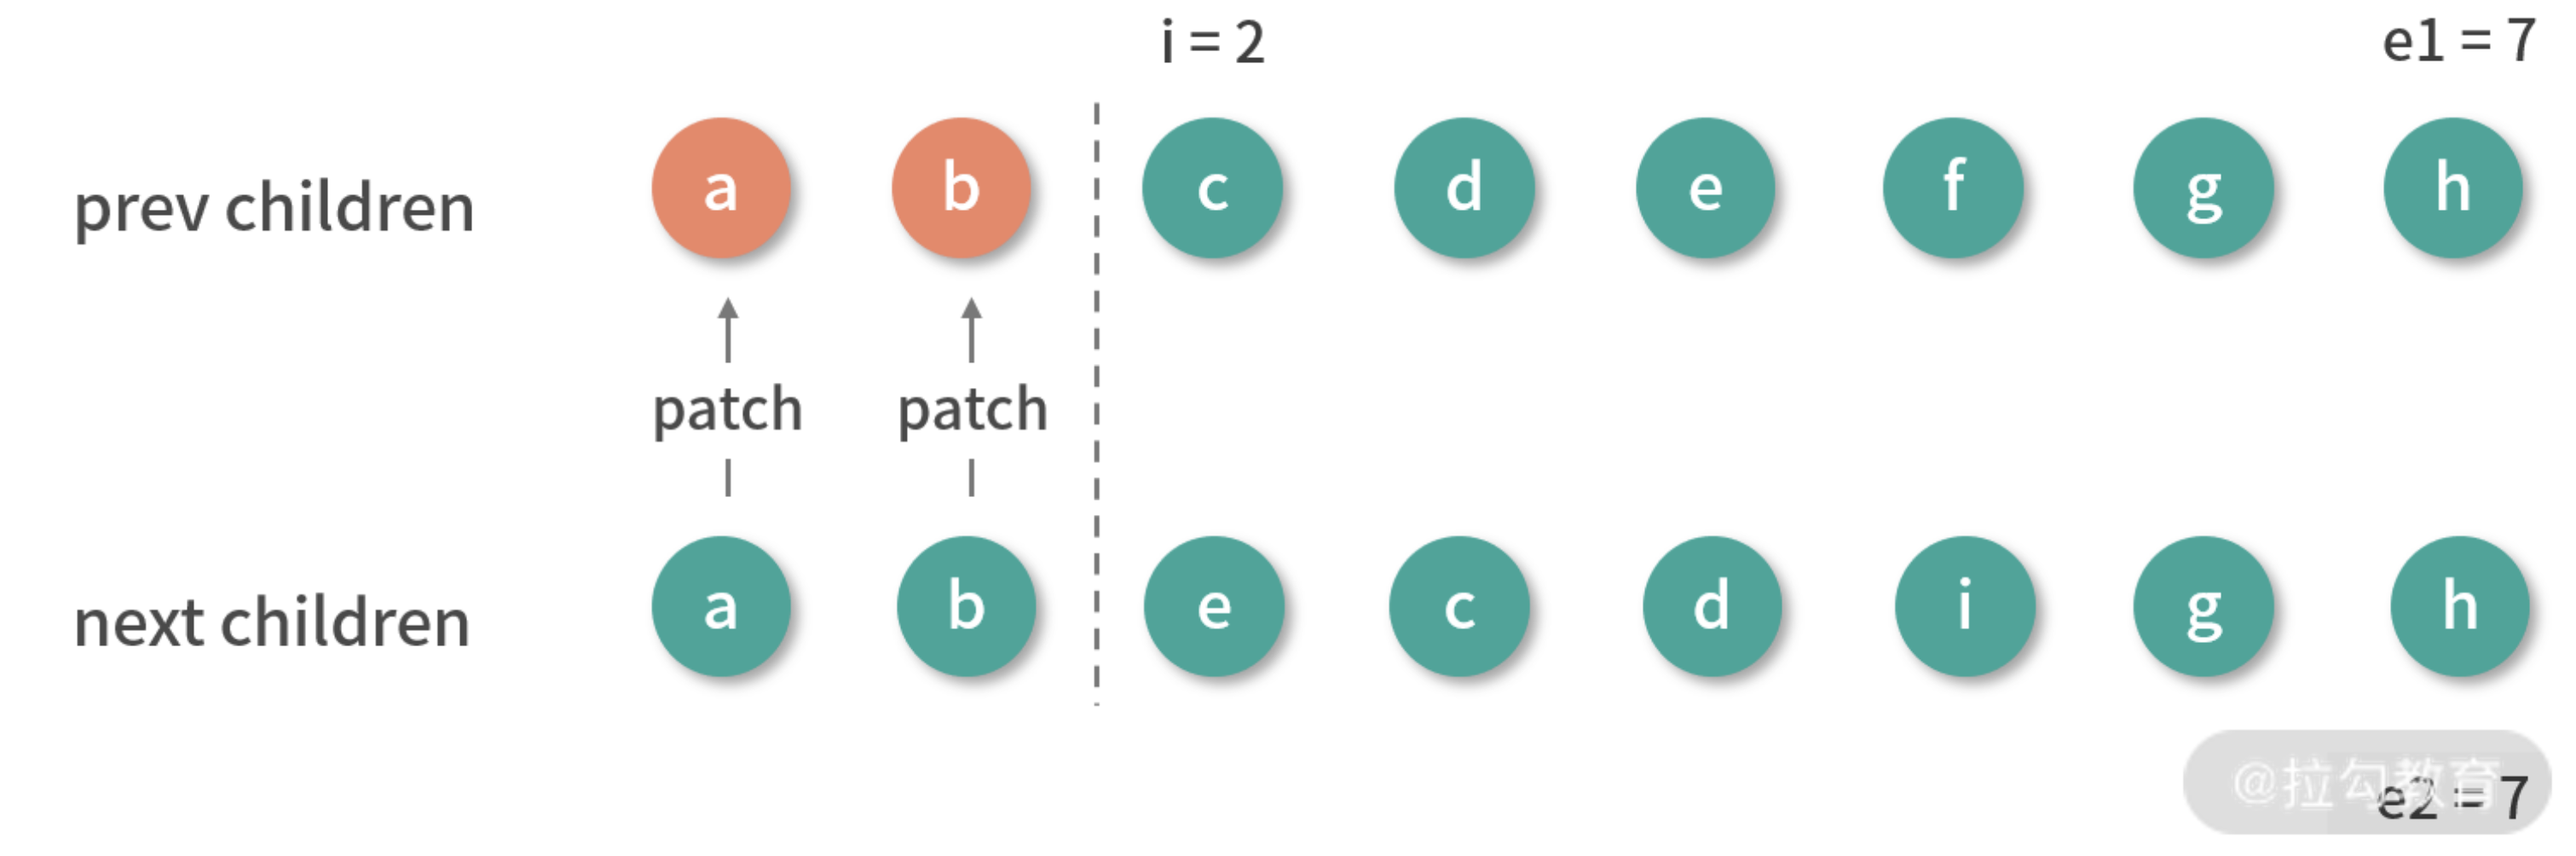 i = 2
e1 = 7
prev children
a b c d e f g h
patch patch
next children
a b e c d i g h
@拉勾教育
e2 = 7